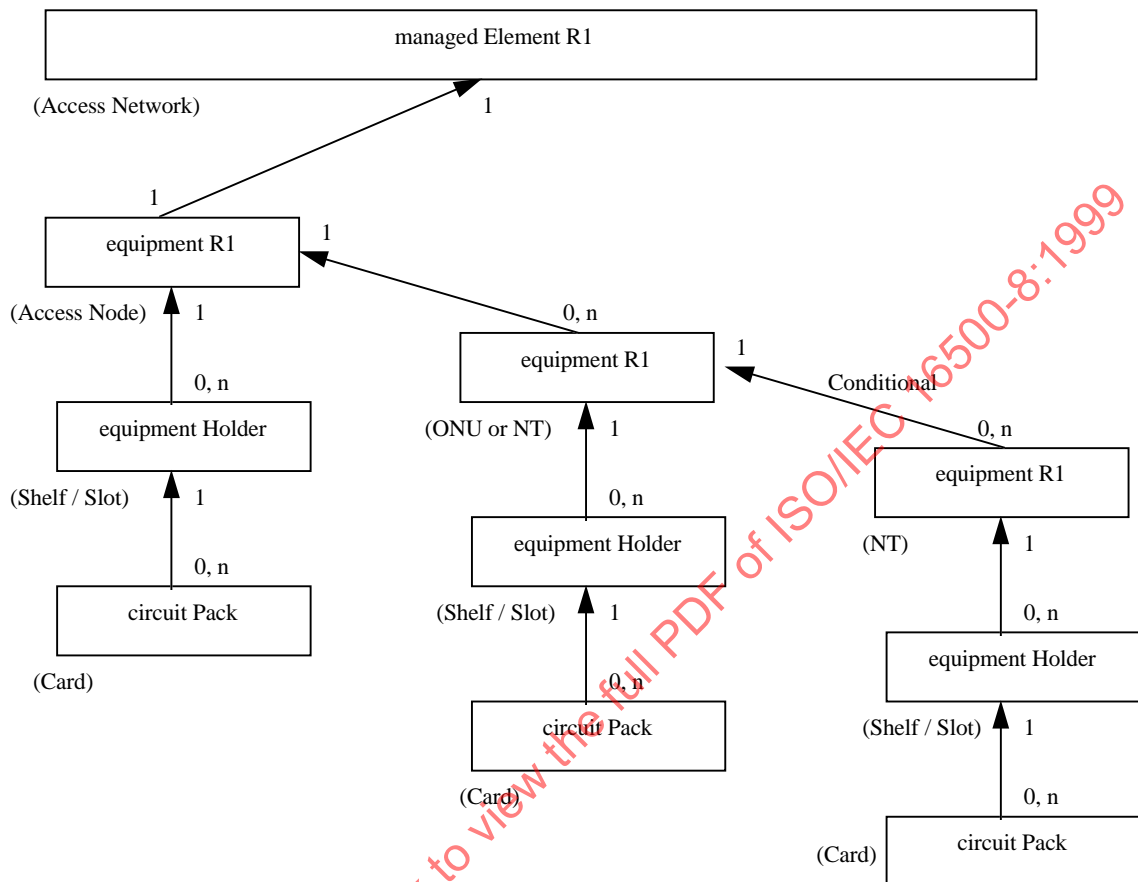 managed Element R1
(Access Network)
1
1
equipment R1
1
(Access Node)
1
0, n
equipment R1
1
Conditional
0, n
equipment Holder
(ONU or NT)
1
0, n
equipment R1
(Shelf / Slot)
1
0, n
equipment Holder
(NT)
1
0, n
circuit Pack
(Shelf / Slot)
1
0, n
equipment Holder
(Card)
0, n
circuit Pack
(Shelf / Slot)
1
(Card)
0, n
circuit Pack
(Card)
to view the full PDF of ISO/IEC 16500-8:1999